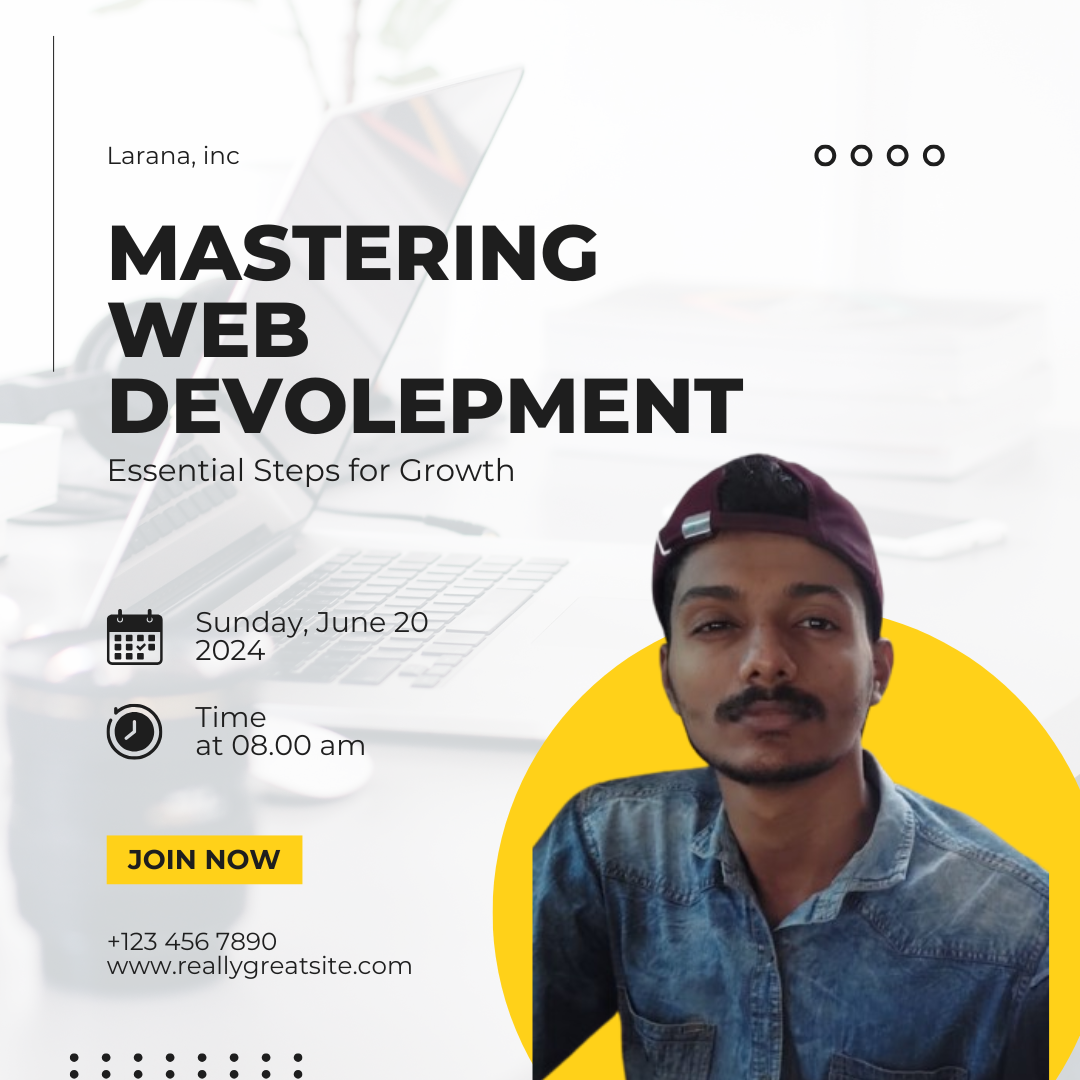 Larana, inc
MASTERING
WEB
DEVOLEPMENT
Essential Steps for Growth
Sunday, June 20
2024
Time
at 08.00 am
JOIN NOW
+123 456 7890
www.reallygreatsite.com